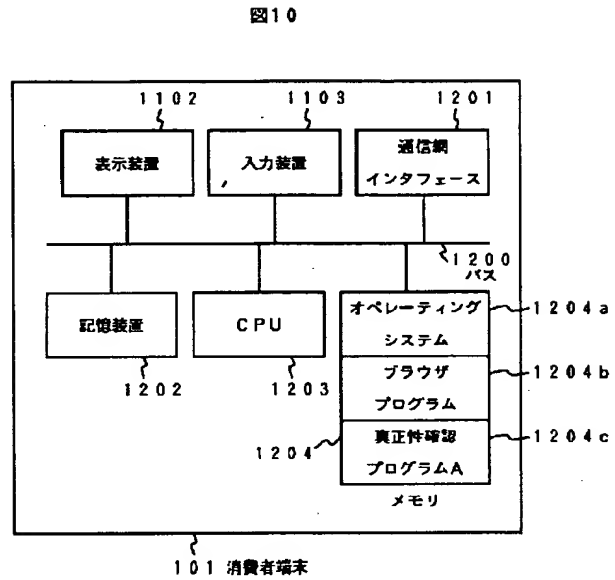 図10
1102
1103
1201
表示装置
入力装置
通信網
インタフェース
1200
バス
記憶装置
CPU
オペレーティング
システム
1204a
1202
1203
ブラウザ
プログラム
1204b
1204
真正性確認
プログラムA
1204c
メモリ
101 消費者端末